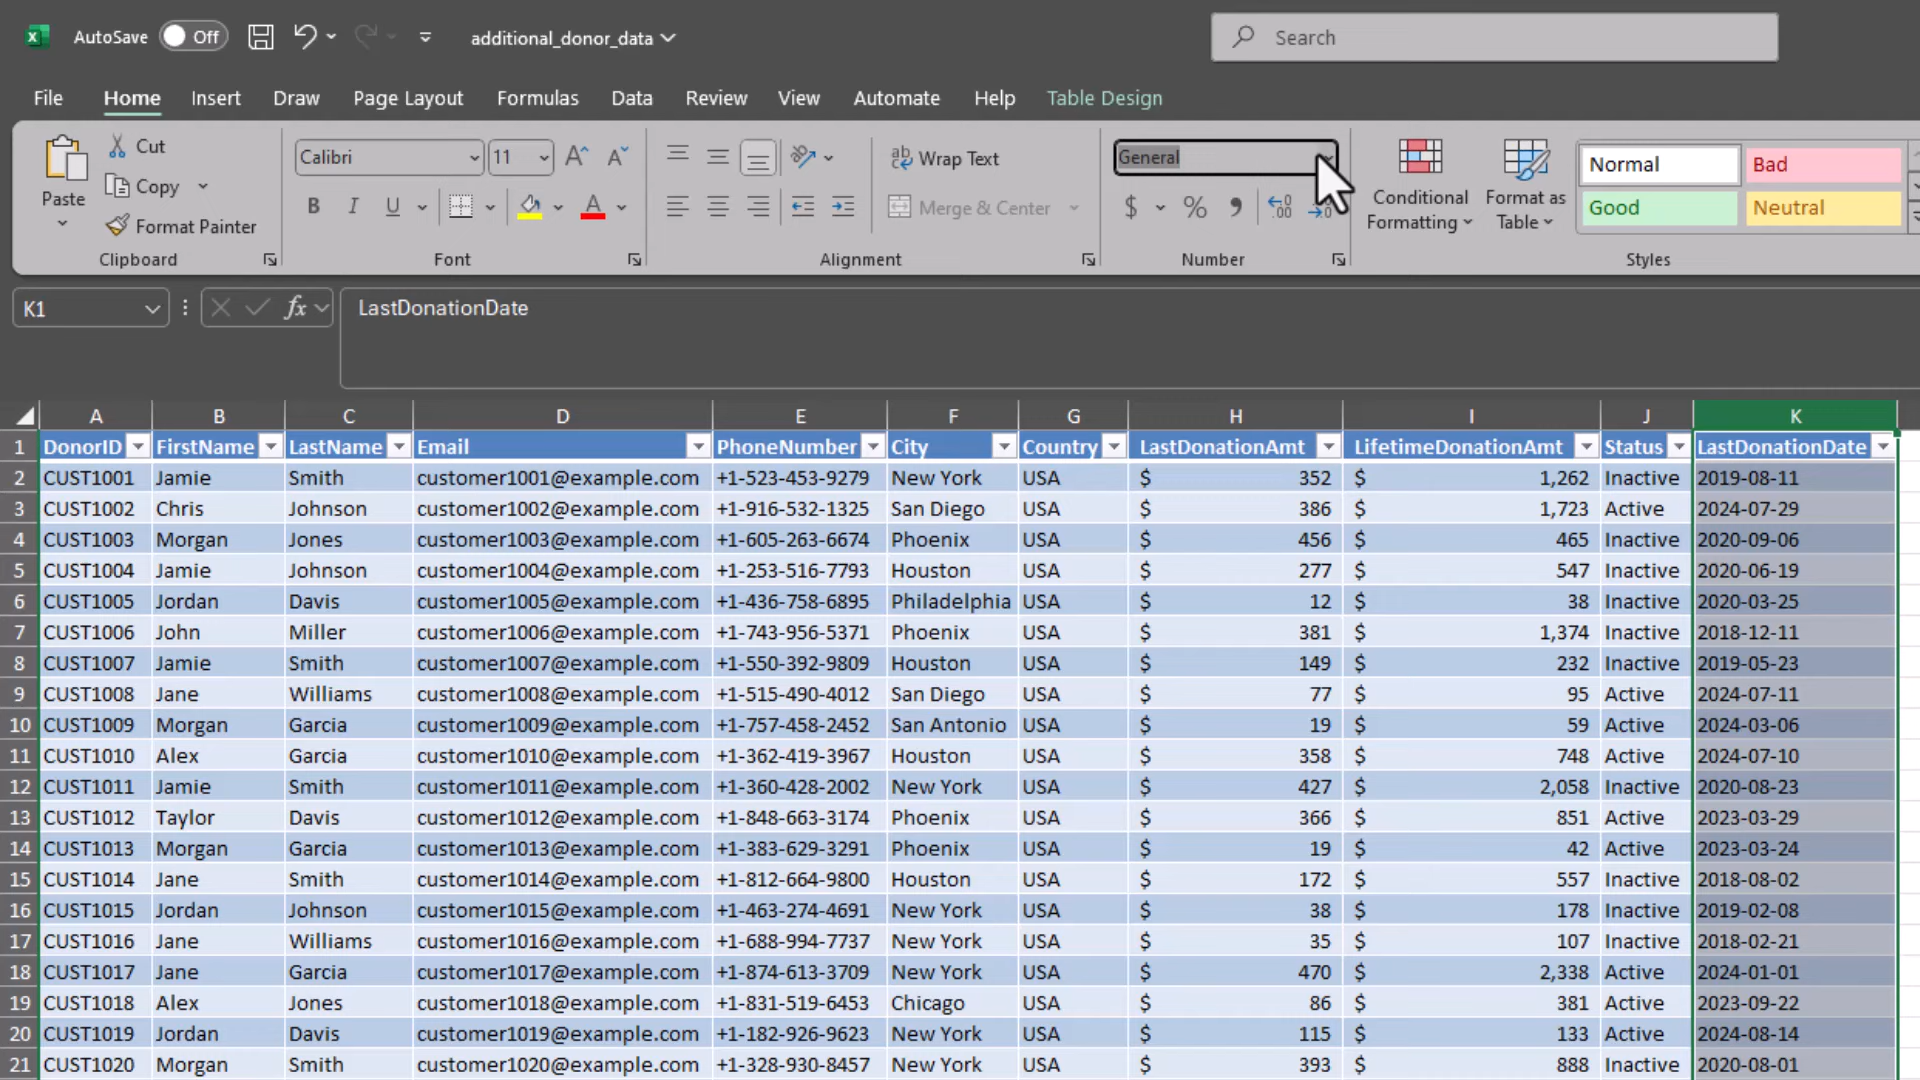 AutoSave Off additional_donor_data Search
File Home Insert Draw Page Layout Formulas Data Review View Automate Help Table Design
Paste
Cut
Copy
Format Painter
Clipboard
Calibri 11
B I U A
Font
ab Wrap Text
Merge & Center
Alignment
General
$ % 9
Number
Conditional Formatting
Format as Table
Normal Bad
Good Neutral
Styles
K1 fx LastDonationDate
A B C D E F G H I J K
1 DonorID FirstName LastName Email PhoneNumber City Country LastDonationAmt LifetimeDonationAmt Status LastDonationDate
2 CUST1001 Jamie Smith customer1001@example.com +1-523-453-9279 New York USA $ 352 $ 1,262 Inactive 2019-08-11
3 CUST1002 Chris Johnson customer1002@example.com +1-916-532-1325 San Diego USA $ 386 $ 1,723 Active 2024-07-29
4 CUST1003 Morgan Jones customer1003@example.com +1-605-263-6674 Phoenix USA $ 456 $ 465 Inactive 2020-09-06
5 CUST1004 Jamie Johnson customer1004@example.com +1-253-516-7793 Houston USA $ 277 $ 547 Inactive 2020-06-19
6 CUST1005 Jordan Davis customer1005@example.com +1-436-758-6895 Philadelphia USA $ 12 $ 38 Inactive 2020-03-25
7 CUST1006 John Miller customer1006@example.com +1-743-956-5371 Phoenix USA $ 381 $ 1,374 Inactive 2018-12-11
8 CUST1007 Jamie Smith customer1007@example.com +1-550-392-9809 Houston USA $ 149 $ 232 Inactive 2019-05-23
9 CUST1008 Jane Williams customer1008@example.com +1-515-490-4012 San Diego USA $ 77 $ 95 Active 2024-07-11
10 CUST1009 Morgan Garcia customer1009@example.com +1-757-458-2452 San Antonio USA $ 19 $ 59 Active 2024-03-06
11 CUST1010 Alex Garcia customer1010@example.com +1-362-419-3967 Houston USA $ 358 $ 748 Active 2024-07-10
12 CUST1011 Jamie Smith customer1011@example.com +1-360-428-2002 New York USA $ 427 $ 2,058 Inactive 2020-08-23
13 CUST1012 Taylor Davis customer1012@example.com +1-848-663-3174 Phoenix USA $ 366 $ 851 Active 2023-03-29
14 CUST1013 Morgan Garcia customer1013@example.com +1-383-629-3291 Phoenix USA $ 19 $ 42 Active 2023-03-24
15 CUST1014 Jane Smith customer1014@example.com +1-812-664-9800 Houston USA $ 172 $ 557 Inactive 2018-08-02
16 CUST1015 Jordan Johnson customer1015@example.com +1-463-274-4691 New York USA $ 38 $ 178 Inactive 2019-02-08
17 CUST1016 Jane Williams customer1016@example.com +1-688-994-7737 New York USA $ 35 $ 107 Inactive 2018-02-21
18 CUST1017 Jane Garcia customer1017@example.com +1-874-613-3709 New York USA $ 470 $ 2,338 Active 2024-01-01
19 CUST1018 Alex Jones customer1018@example.com +1-831-519-6453 Chicago USA $ 86 $ 381 Active 2023-09-22
20 CUST1019 Jordan Davis customer1019@example.com +1-182-926-9623 New York USA $ 115 $ 133 Active 2024-08-14
21 CUST1020 Morgan Smith customer1020@example.com +1-328-930-8457 New York USA $ 393 $ 888 Inactive 2020-08-01